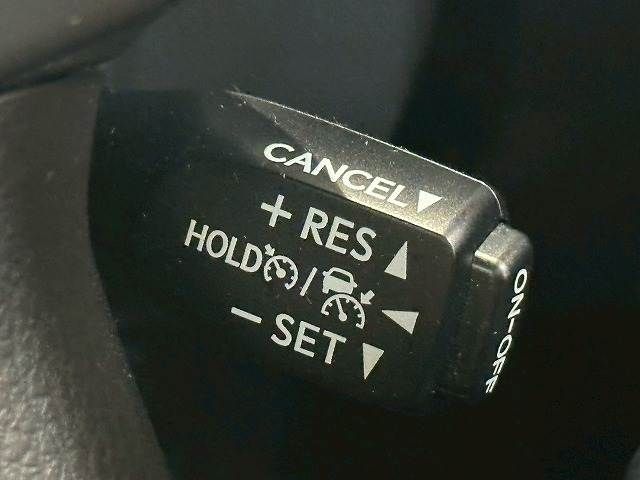 CANCEL
+ RES
HOLD /
- SET
ON-OFF